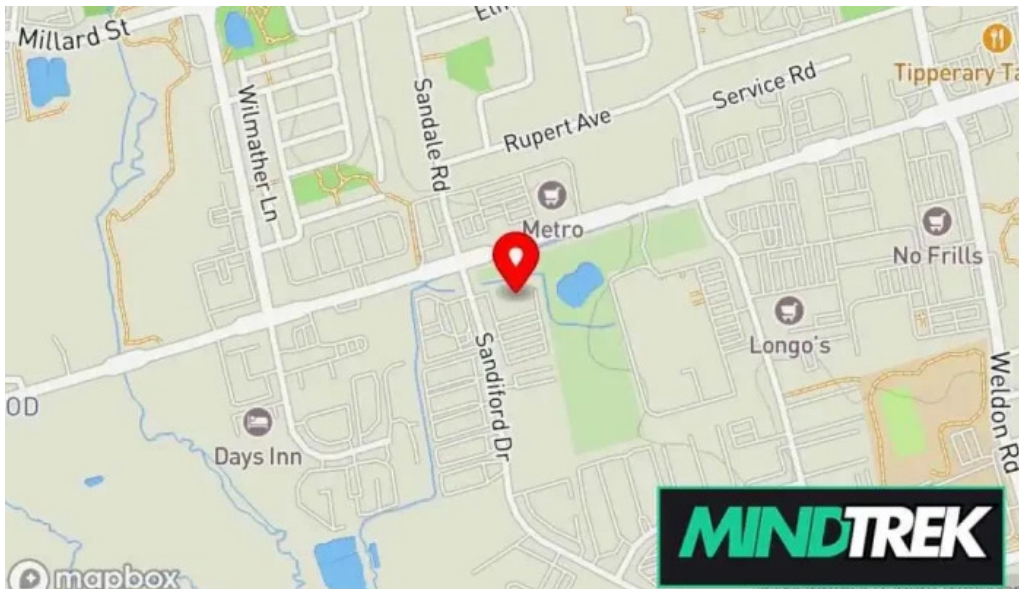 Millard St
Wilmather Ln
Sandale Rd
Rupert Ave
Service Rd
Tipperary Ta
Metro
No Frills
Longo's
Sandiford Dr
Weldon Rd
OD
Days Inn
MINDTREK
mapbox